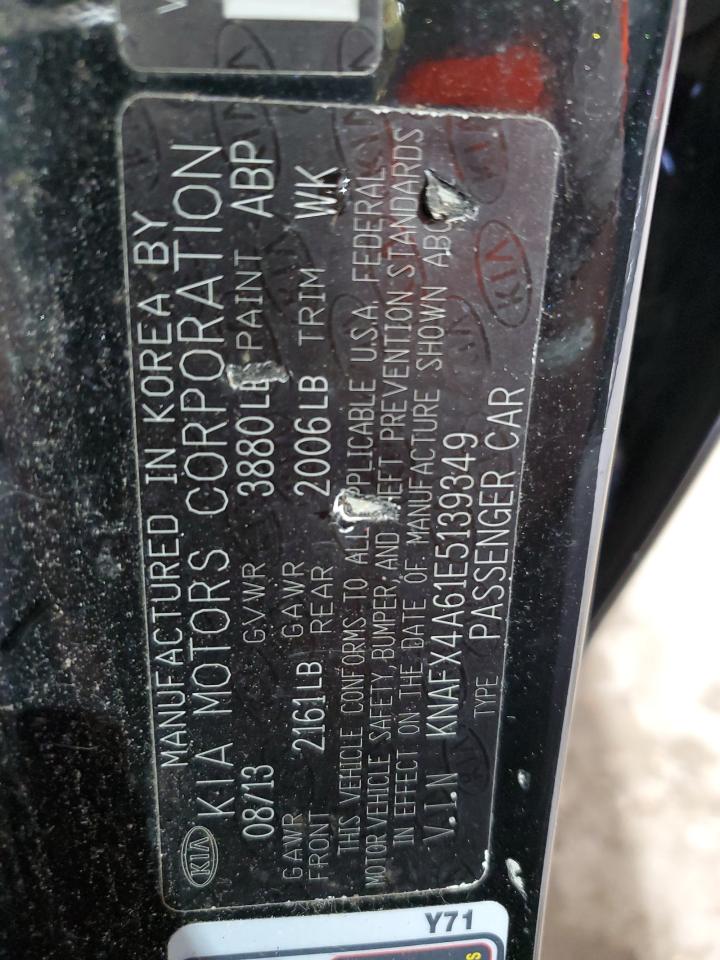 V
KIA
MANUFACTURED IN KOREA BY
KIA MOTORS CORPORATION
08/13 GVWR 3880LB PAINT ABP
GAWR FRONT 2161LB GAWR REAR 2006LB TRIM WK
THIS VEHICLE CONFORMS TO ALL APPLICABLE U.S.A. FEDERAL
MOTOR VEHICLE SAFETY, BUMPER, AND THEFT PREVENTION STANDARDS
IN EFFECT ON THE DATE OF MANUFACTURE SHOWN
V.I.N KNAFX4A61E5139349
TYPE PASSENGER CAR
KIA
Y71